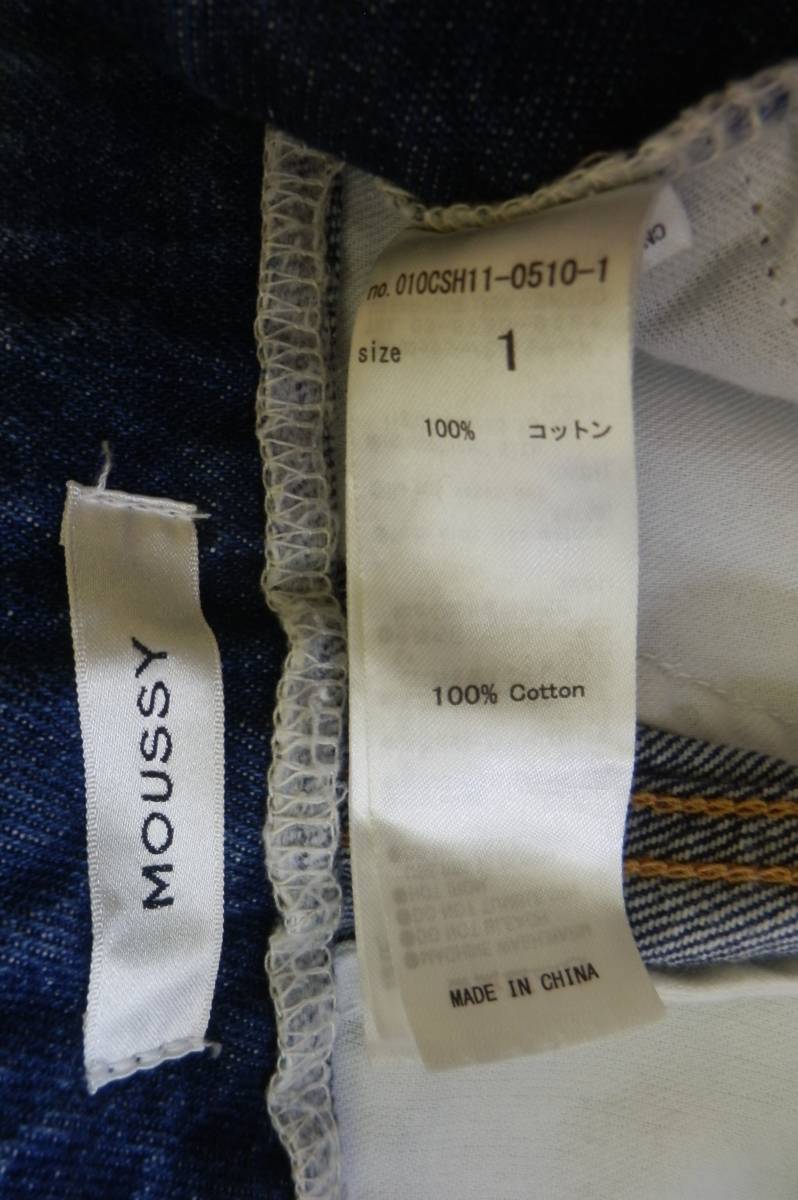 no. 010CSH11-0510-1
size 1
100% コットン
100% Cotton
MADE IN CHINA
MOUSSY